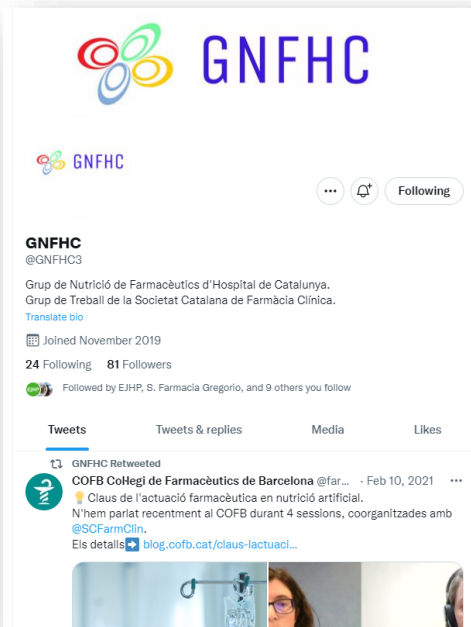 GNFHC
GNFHC
Following
GNFHC
@GNFHC3
Grup de Nutrició de Farmacèutics d'Hospital de Catalunya.
Grup de Treball de la Societat Catalana de Farmàcia Clínica.
Translate bio
Joined November 2019
24 Following 81 Followers
Followed by EJHP, S. Farmacia Gregorio, and 9 others you follow
Tweets Tweets & replies Media Likes
GNFHC Retweeted
COFB Col·legi de Farmacèutics de Barcelona @far... · Feb 10, 2021
Claus de l'actuació farmacèutica en nutrició artificial.
N'hem parlat recentment al COFB durant 4 sessions, coorganitzades amb
@SCFarmClin.
Els detalls➡ blog.cofb.cat/claus-lactuaci...